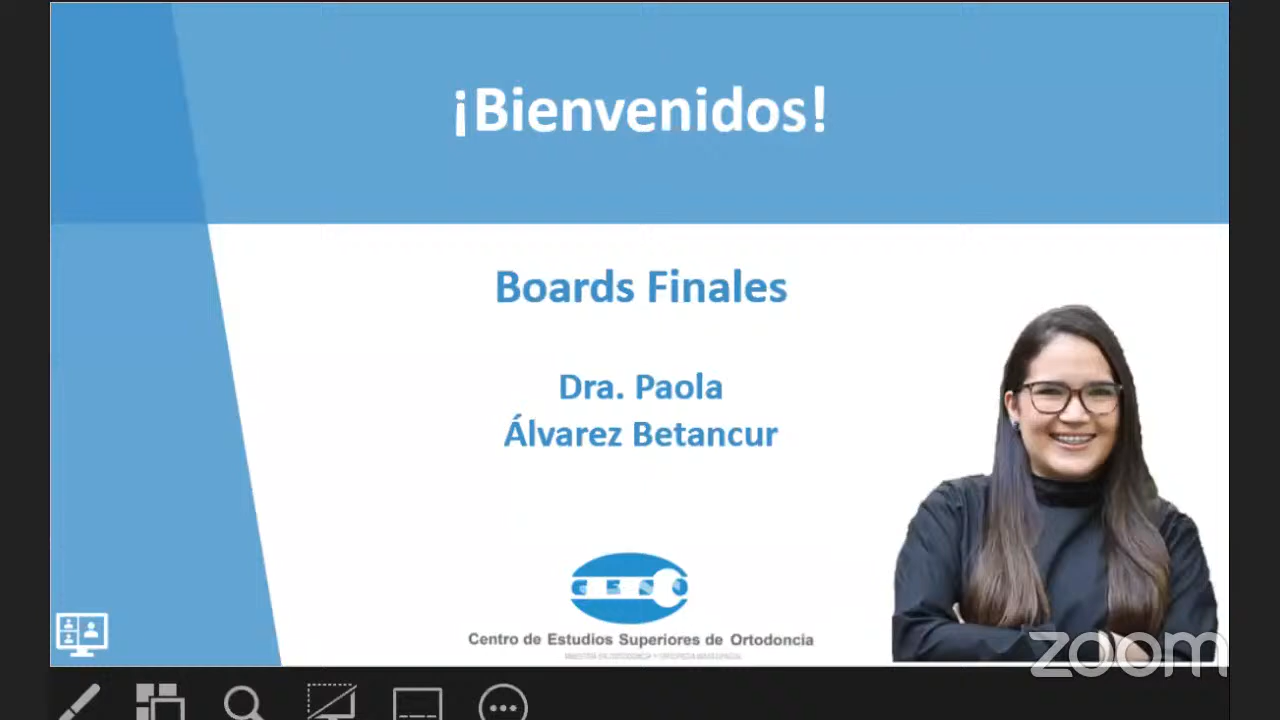 ¡Bienvenidos!
Boards Finales
Dra. Paola
Álvarez Betancur
CESO
Centro de Estudios Superiores de Ortodoncia
zoom